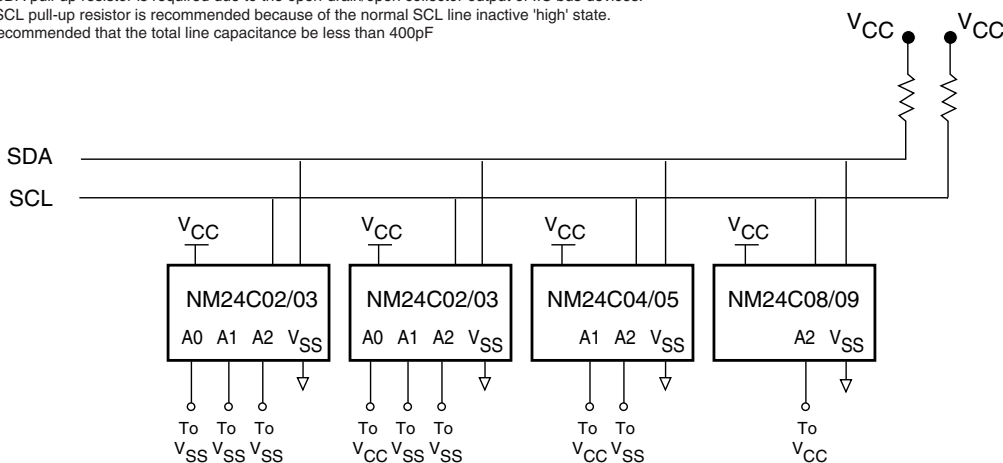 SCL pull-up resistor is recommended because of the normal SCL line inactive 'high' state.
ecommended that the total line capacitance be less than 400pF
VCC VCC
SDA
SCL
VCC VCC VCC VCC
NM24C02/03 NM24C02/03 NM24C04/05 NM24C08/09
A0 A1 A2 VSS A0 A1 A2 VSS A1 A2 VSS A2 VSS
To To To To To To To To To
VSS VSS VSS VCC VSS VSS VCC VSS VCC